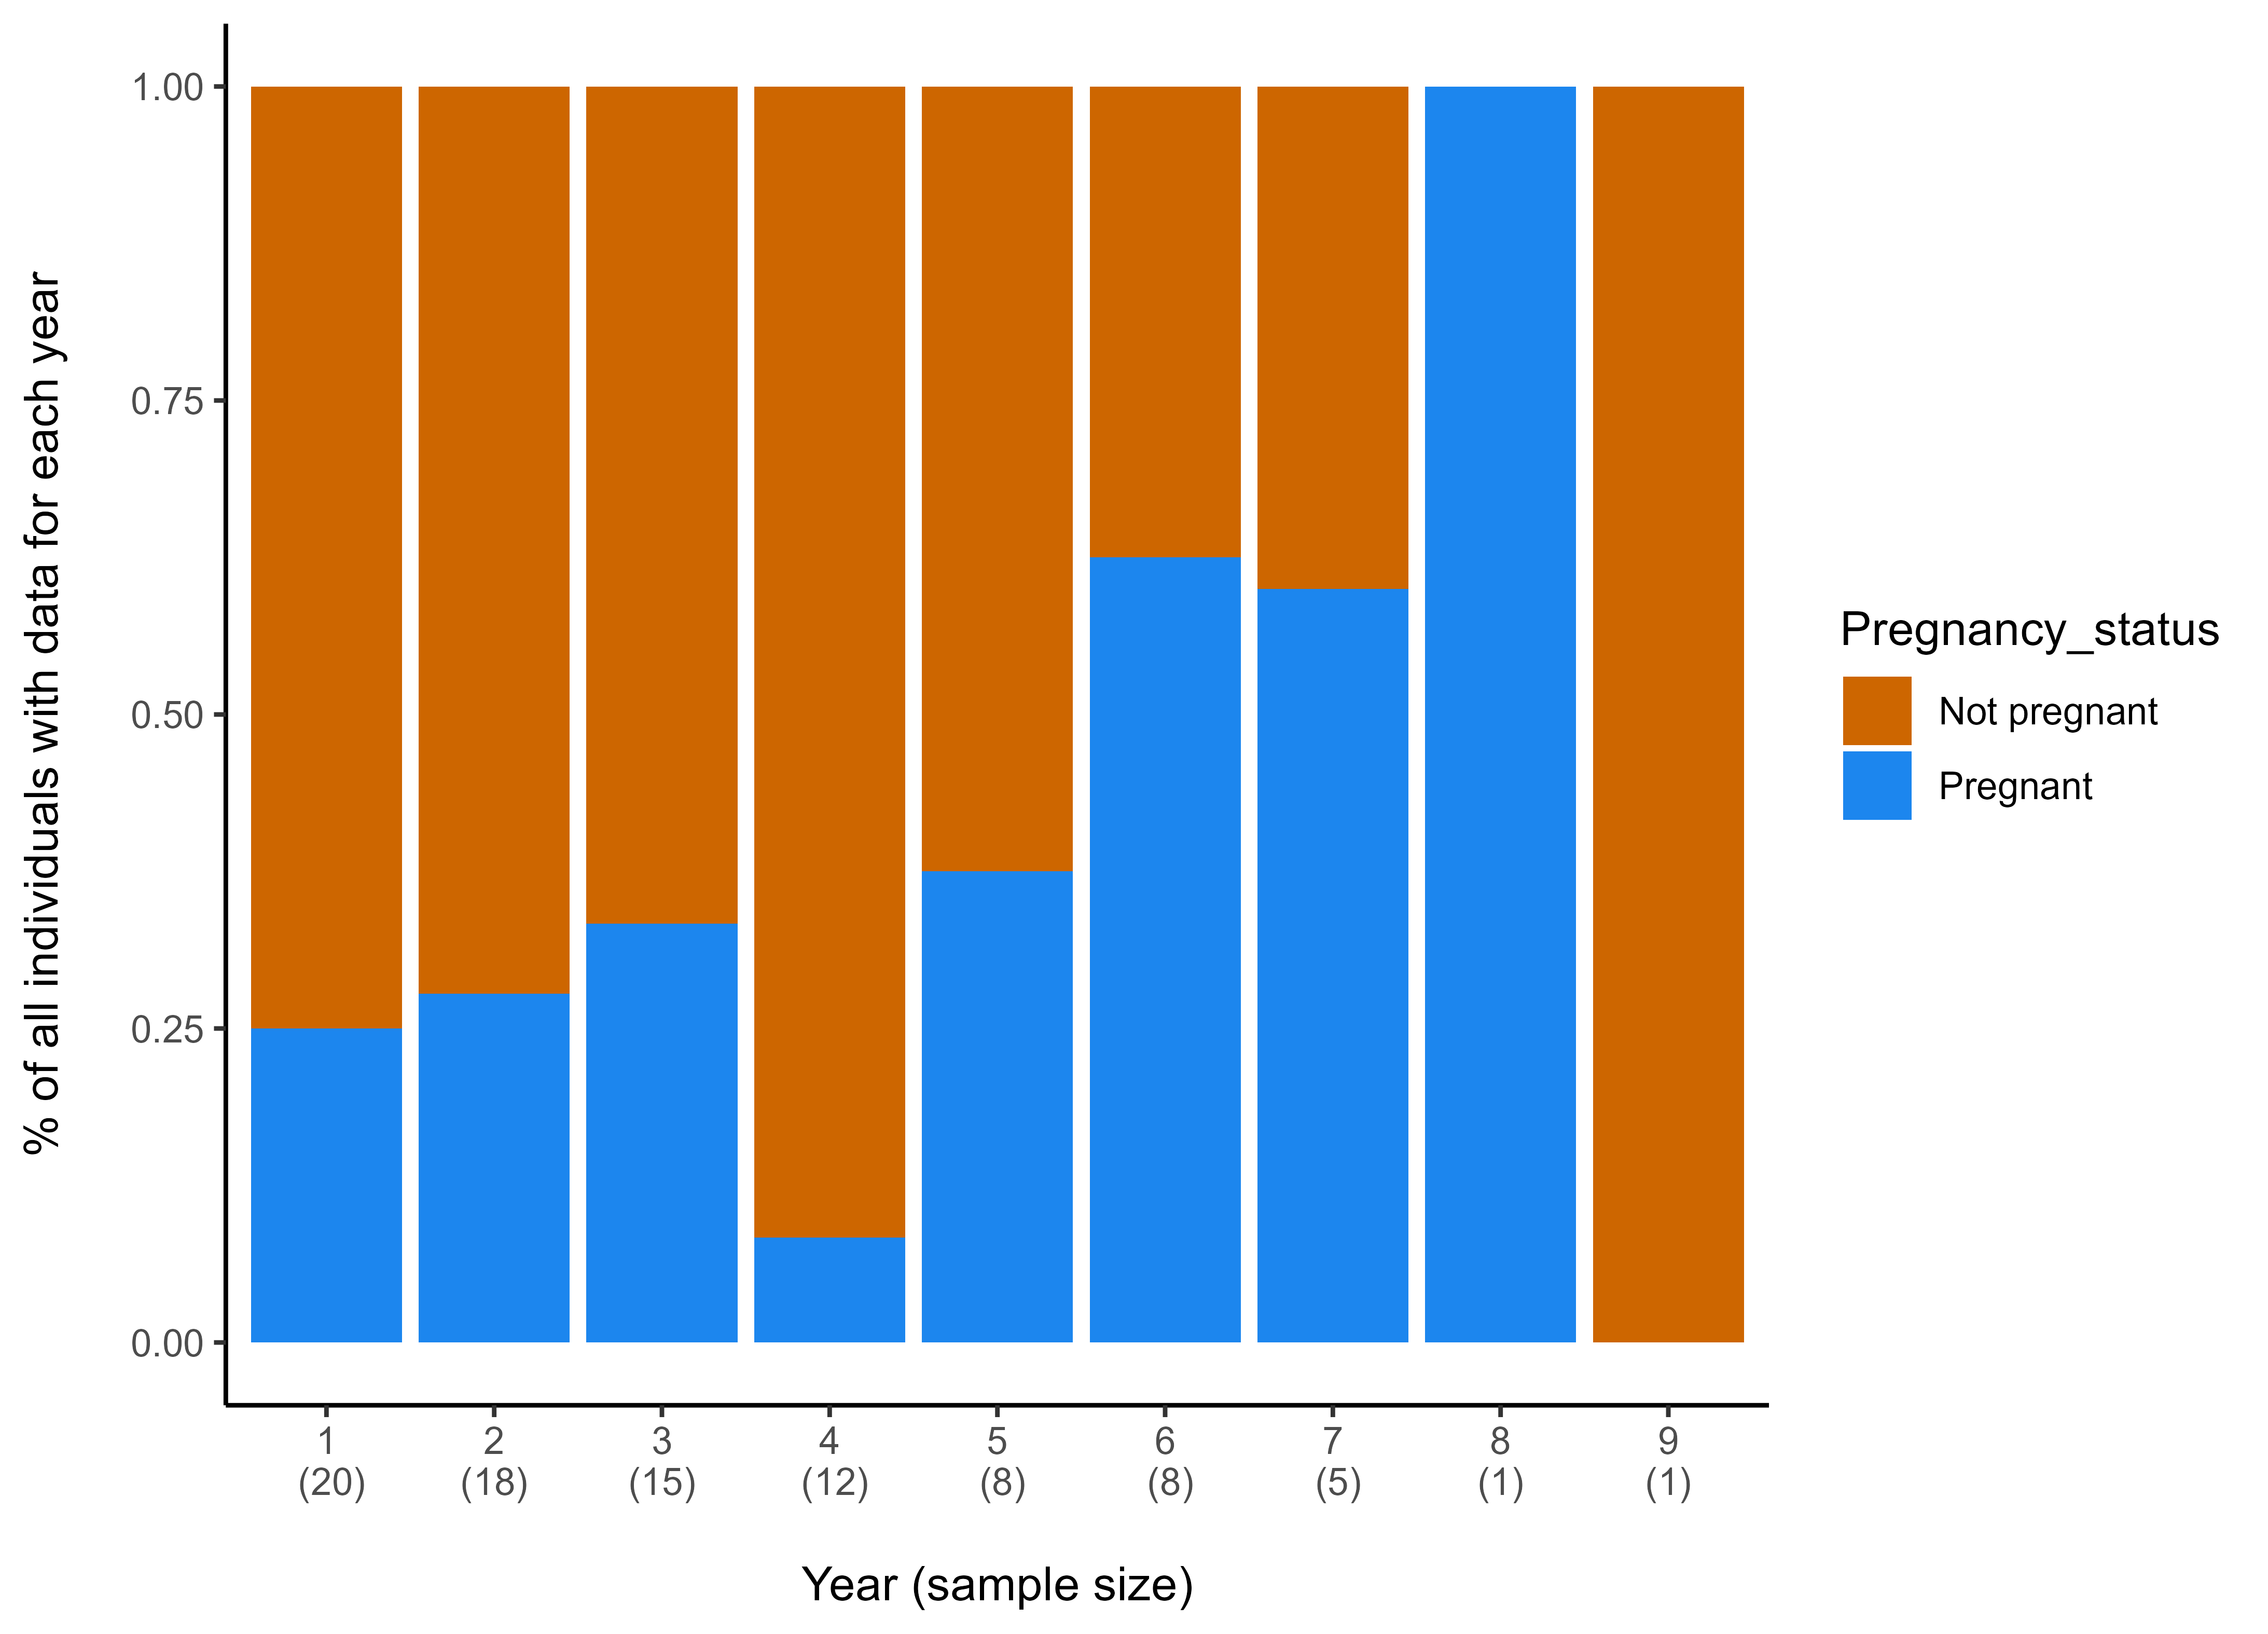 % of all individuals with data for each year
1.00
0.75
0.50
0.25
0.00
1 2 3 4 5 6 7 8 9
(20) (18) (15) (12) (8) (8) (5) (1) (1)
Year (sample size)
Pregnancy_status
Not pregnant
Pregnant